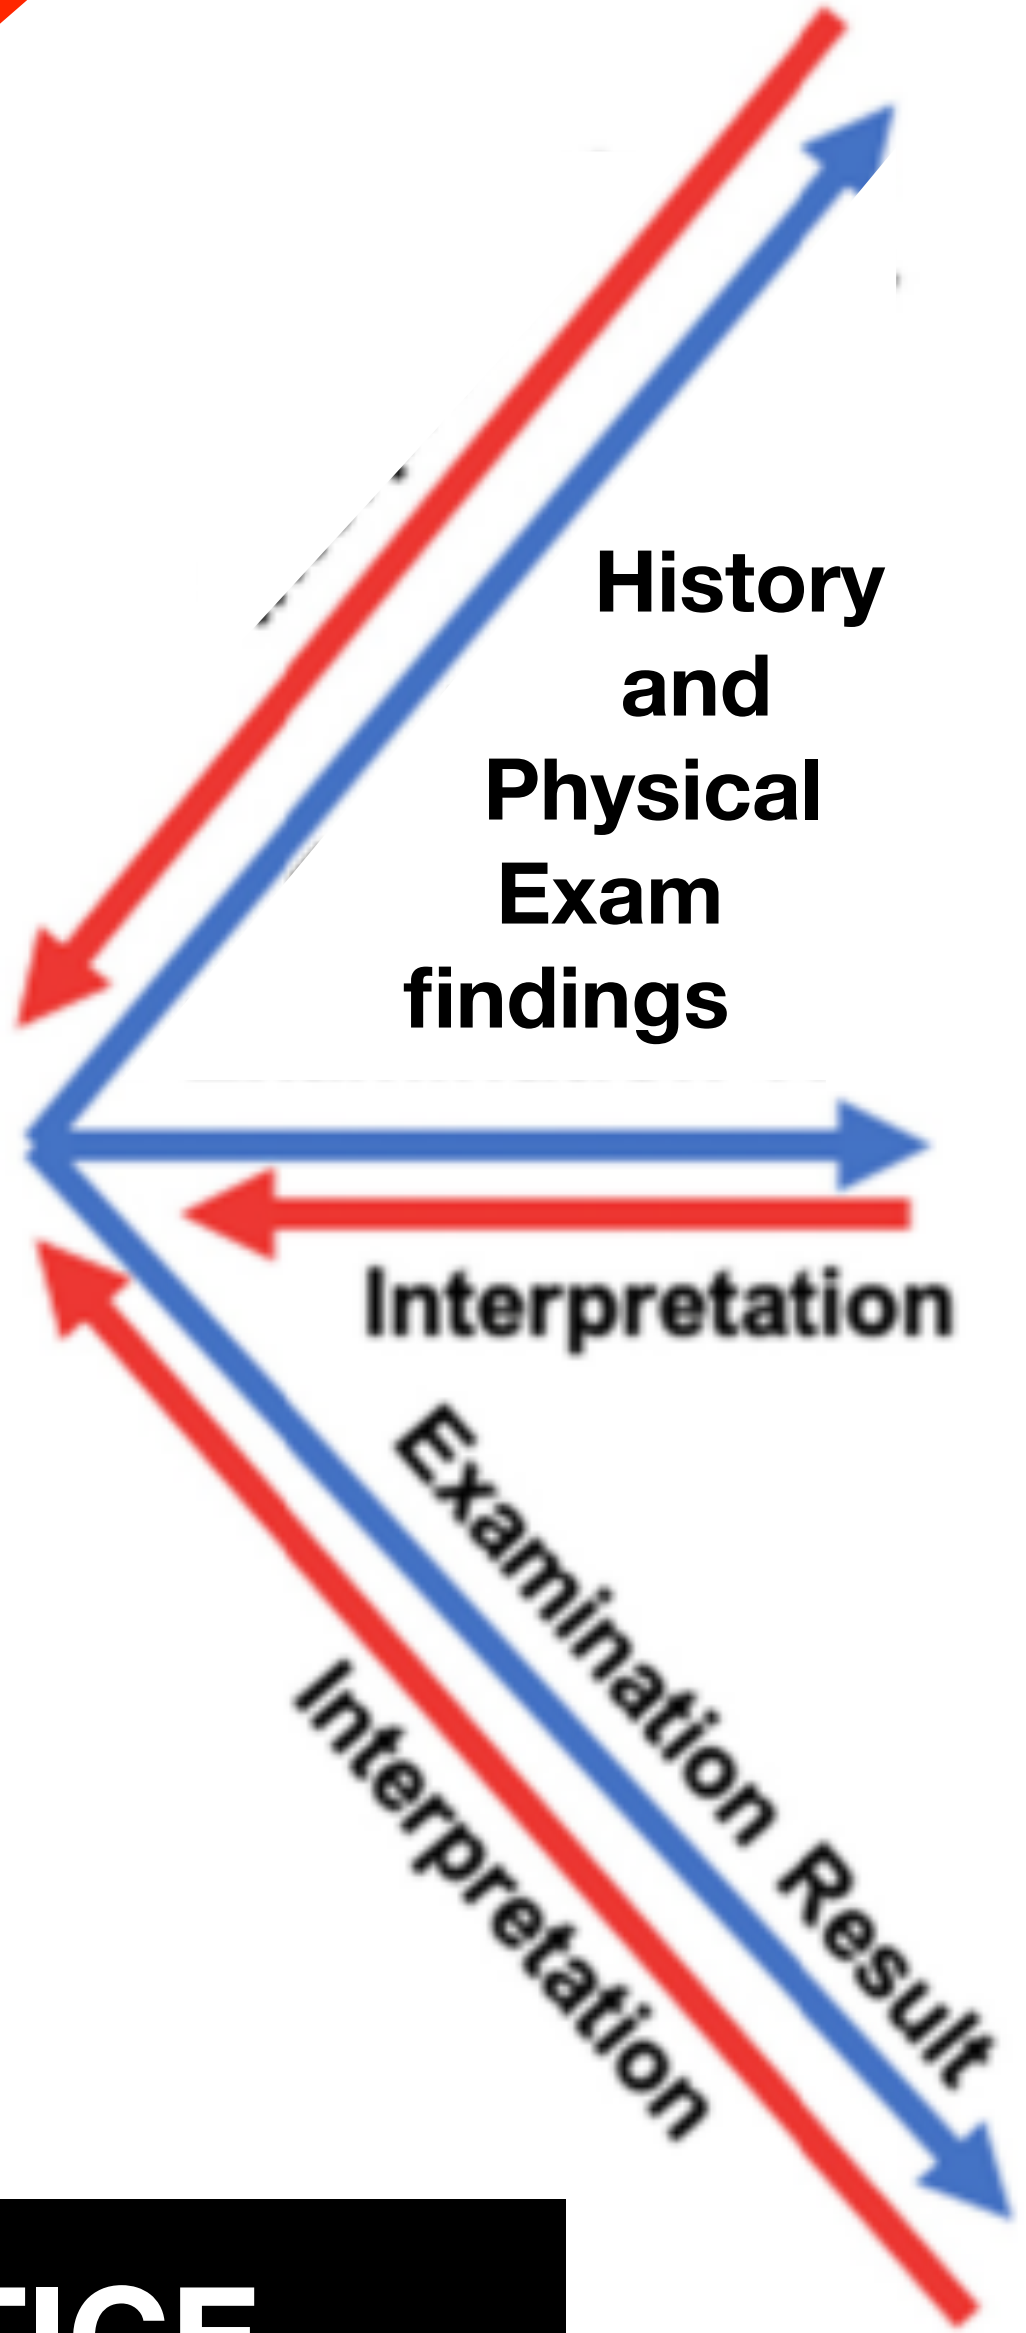 History
and
Physical
Exam
findings
Interpretation
Examination Result
Interpretation